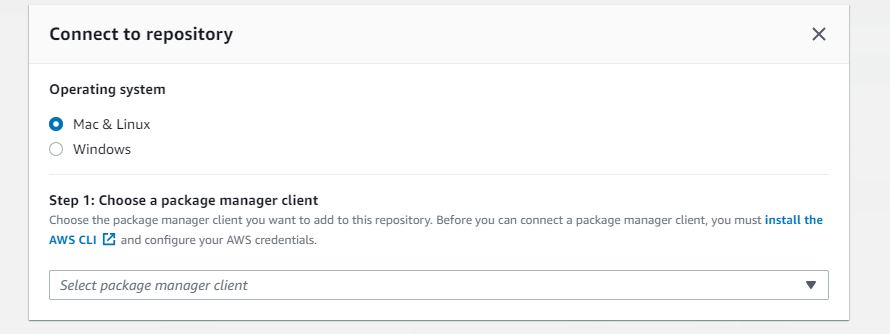 Connect to repository
Operating system
Mac & Linux
Windows
Step 1: Choose a package manager client
Choose the package manager client you want to add to this repository. Before you can connect a package manager client, you must install the
AWS CLI and configure your AWS credentials.
Select package manager client